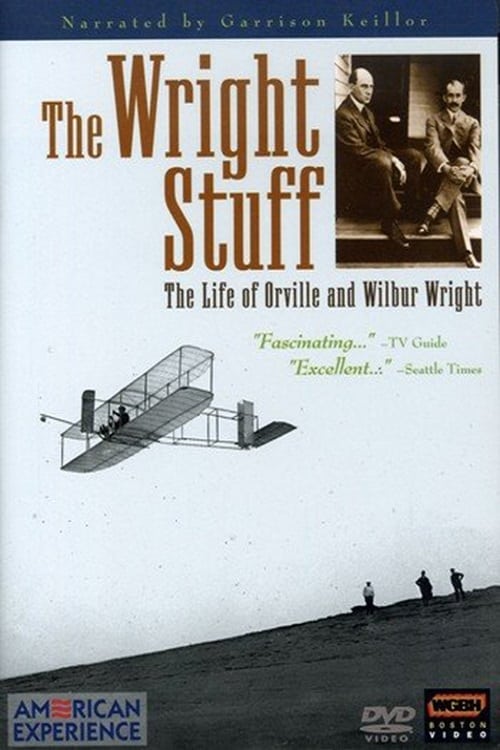 Narrated by Garrison Keillor
The Wright
Stuff
The Life of Orville and Wilbur Wright
"Fascinating..." –TV Guide
"Excellent..." –Seattle Times
AMERICAN
EXPERIENCE
DVD
VIDEO
WGBH
BOSTON
VIDEO